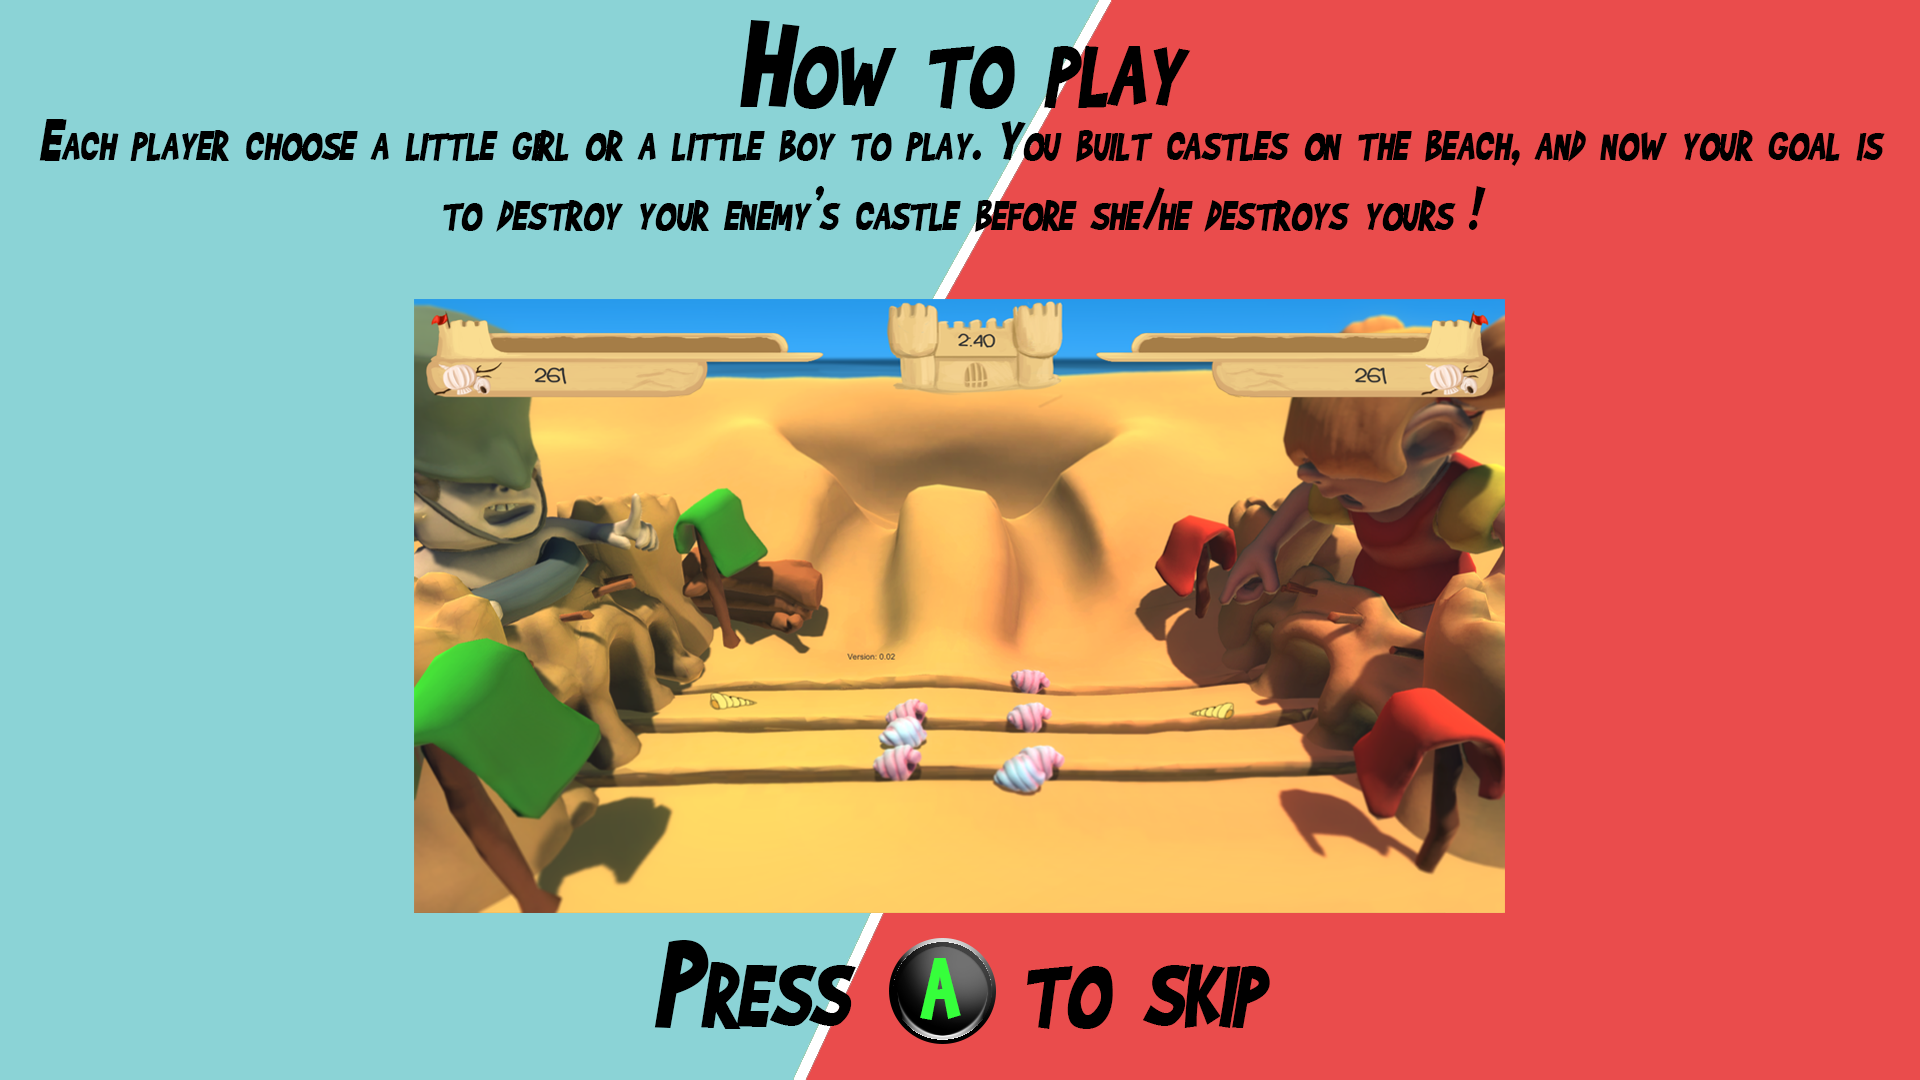 How to play
Each player choose a little girl or a little boy to play. You built castles on the beach, and now your goal is
to destroy your enemy's castle before she/he destroys yours !
2:40
261
261
Version: 0.02
Press A to skip